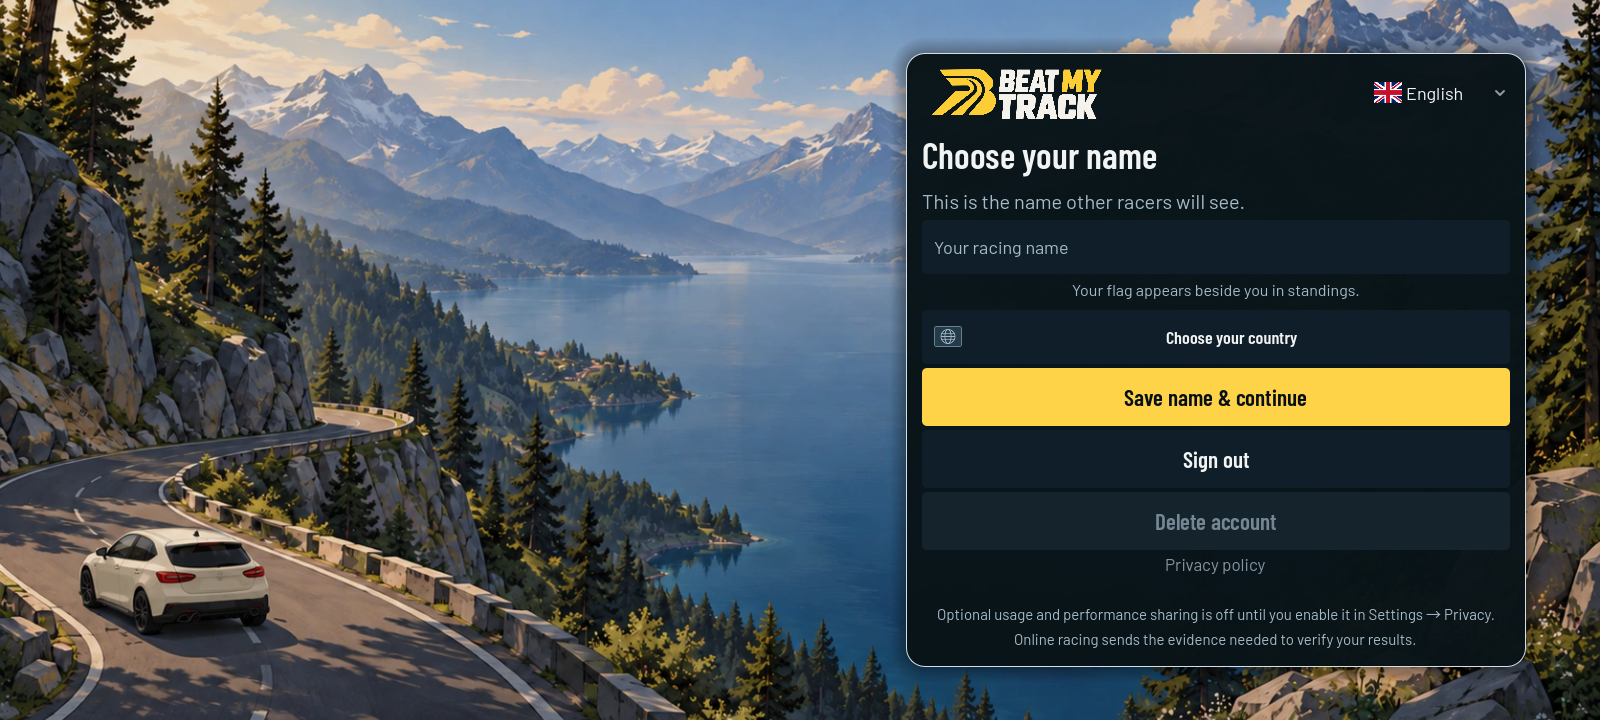 BEAT MY
TRACK
English
Choose your name
This is the name other racers will see.
Your racing name
Your flag appears beside you in standings.
Choose your country
Save name & continue
Sign out
Delete account
Privacy policy
Optional usage and performance sharing is off until you enable it in Settings → Privacy.
Online racing sends the evidence needed to verify your results.